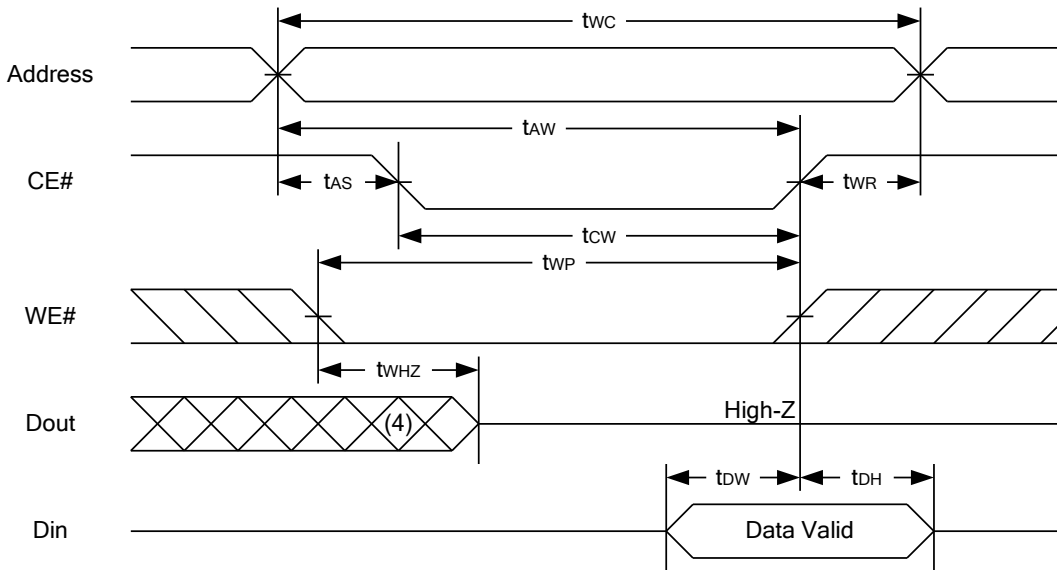 tWC
Address
tAW
CE#
tAS
tWR
tCW
tWP
WE#
tWHZ
Dout
(4)
High-Z
tDW
tDH
Din
Data Valid